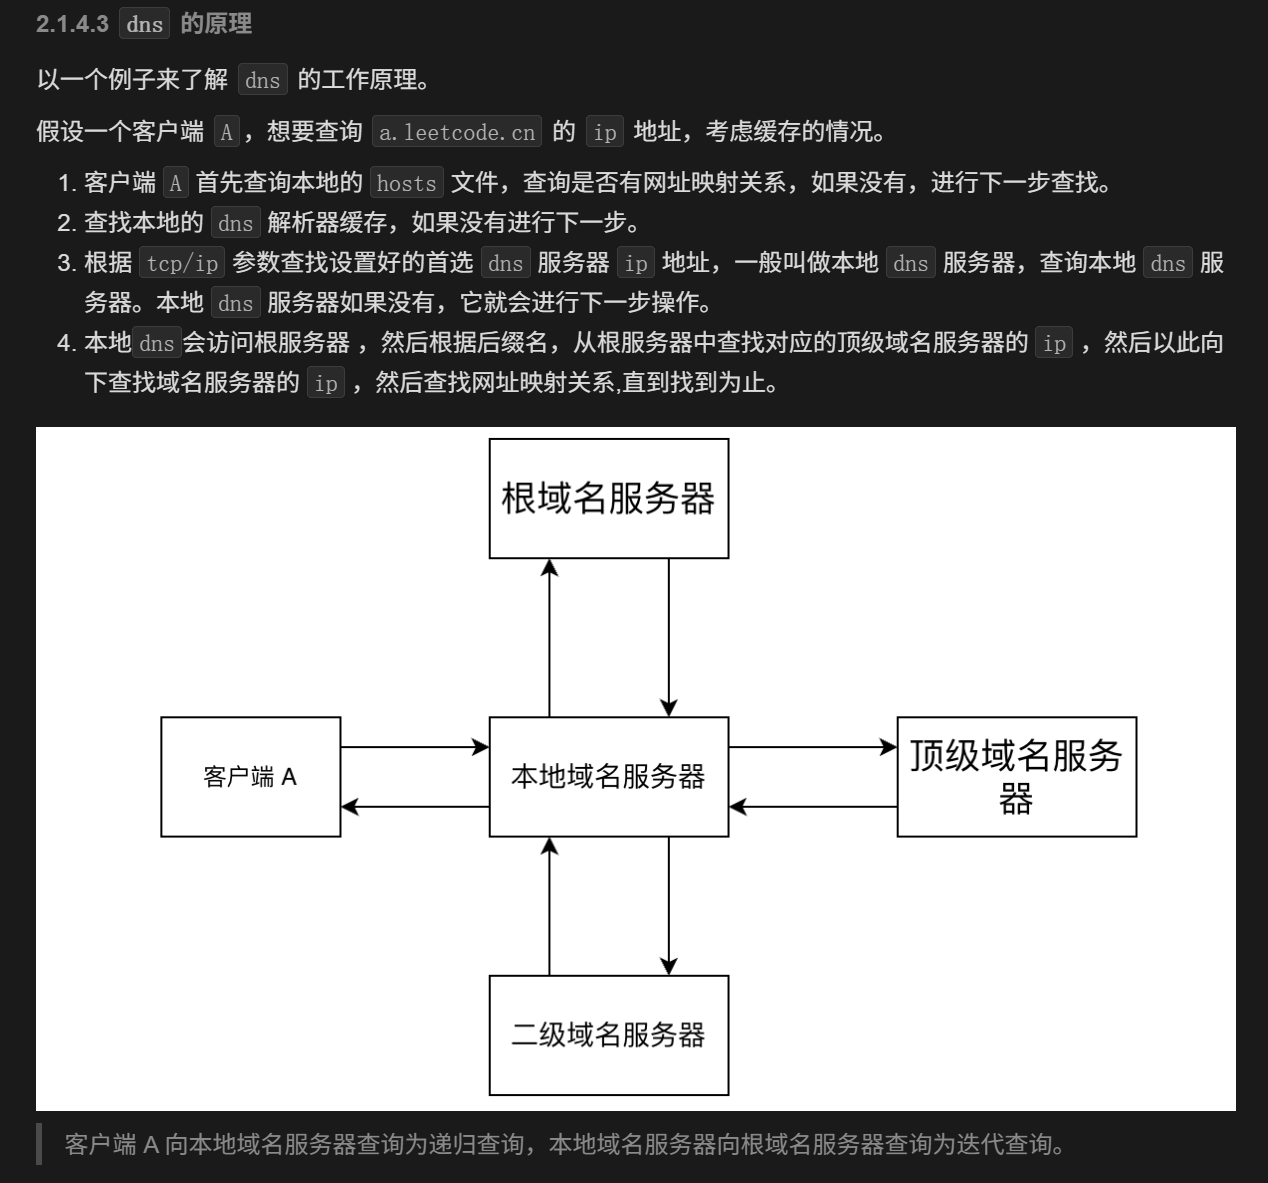 2.1.4.3 dns 的原理
以一个例子来了解 dns 的工作原理。
假设一个客户端 A，想要查询 a.leetcode.cn 的 ip 地址，考虑缓存的情况。
1. 客户端 A 首先查询本地的 hosts 文件，查询是否有网址映射关系，如果没有，进行下一步查找。
2. 查找本地的 dns 解析器缓存，如果没有进行下一步。
3. 根据 tcp/ip 参数查找设置好的首选 dns 服务器 ip 地址，一般叫做本地 dns 服务器，查询本地 dns 服
务器。本地 dns 服务器如果没有，它就会进行下一步操作。
4. 本地dns会访问根服务器 ，然后根据后缀名，从根服务器中查找对应的顶级域名服务器的 ip ，然后以此向
下查找域名服务器的 ip ，然后查找网址映射关系,直到找到为止。
根域名服务器
客户端 A
本地域名服务器
顶级域名服务
器
二级域名服务器
客户端 A 向本地域名服务器查询为递归查询，本地域名服务器向根域名服务器查询为迭代查询。